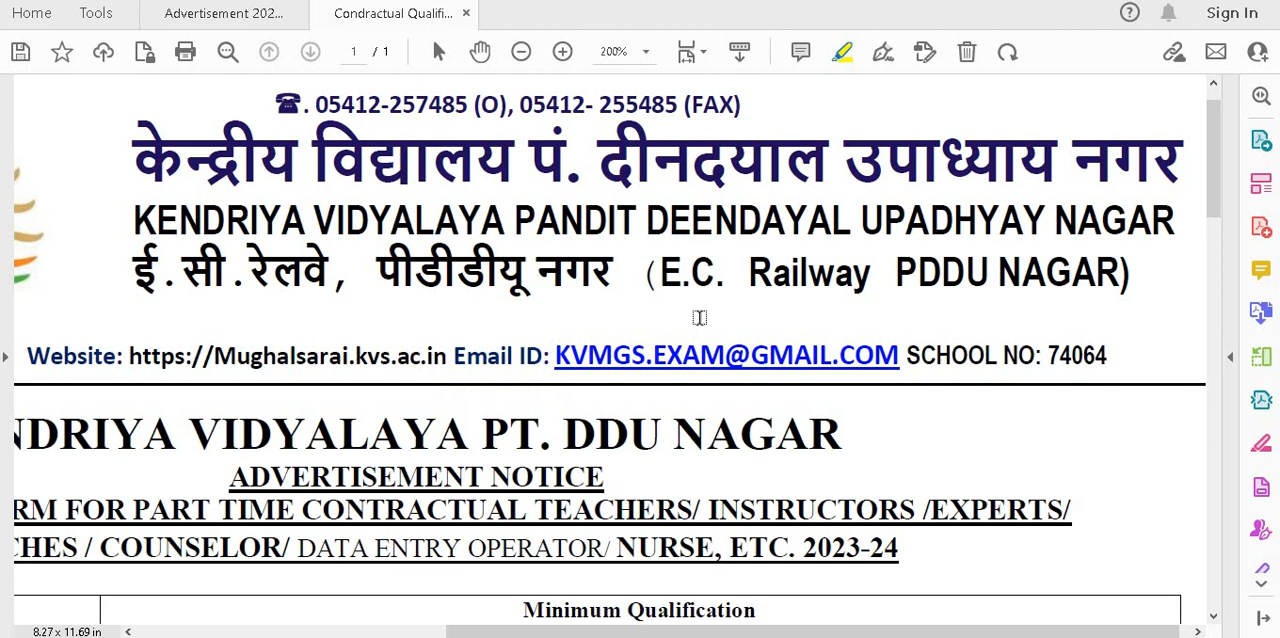 Home Tools Advertisement 202... Condractual Qualifi... × Sign In
1 / 1 200%
☎. 05412-257485 (O), 05412- 255485 (FAX)
केन्द्रीय विद्यालय पं. दीनदयाल उपाध्याय नगर
KENDRIYA VIDYALAYA PANDIT DEENDAYAL UPADHYAY NAGAR
ई.सी.रेलवे, पीडीडीयू नगर (E.C. Railway PDDU NAGAR)
Website: https://Mughalsarai.kvs.ac.in Email ID: KVMGS.EXAM@GMAIL.COM SCHOOL NO: 74064
NDRIYA VIDYALAYA PT. DDU NAGAR
ADVERTISEMENT NOTICE
RM FOR PART TIME CONTRACTUAL TEACHERS/ INSTRUCTORS /EXPERTS/
CHES / COUNSELOR/ DATA ENTRY OPERATOR/ NURSE, ETC. 2023-24
Minimum Qualification
8.27 x 11.69 in